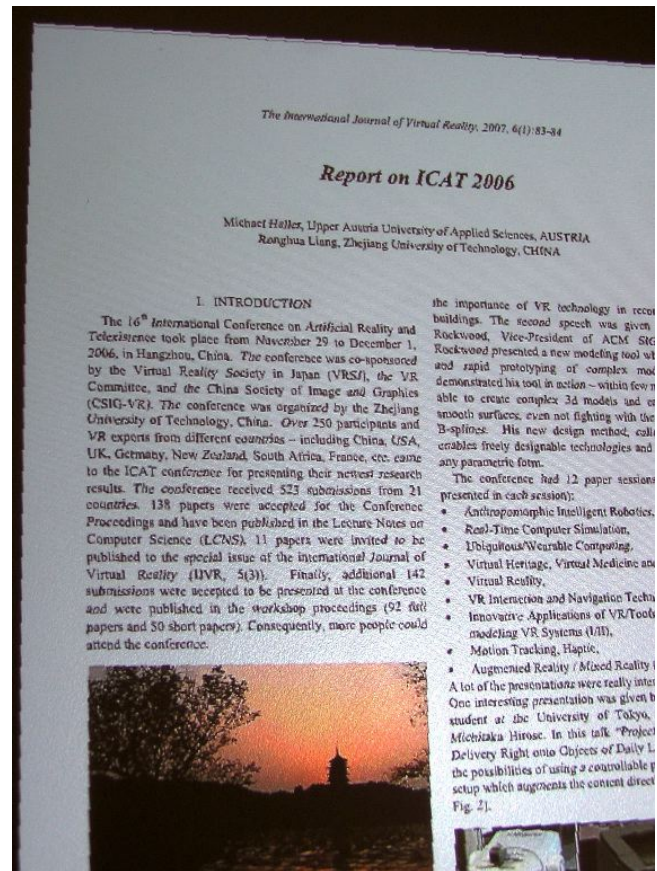 The International Journal of Virtual Reality, 2007, 6(1):83-84
Report on ICAT 2006
Michael Haller, Upper Austria University of Applied Sciences, AUSTRIA
Ronghua Liang, Zhejiang University of Technology, CHINA
I. INTRODUCTION
The 16th International Conference on Artificial Reality and
Telexistence took place from November 29 to December 1,
2006, in Hangzhou, China. The conference was co-sponsored
by the Virtual Reality Society in Japan (VRSJ), the VR
Committee, and the China Society of Image and Graphics
(CSIG-VR). The conference was organized by the Zhejiang
University of Technology, China. Over 250 participants and
VR experts from different countries – including China, USA,
UK, Germany, New Zealand, South Africa, France, etc. came
to the ICAT conference for presenting their newest research
results. The conference received 523 submissions from 21
countries. 138 papers were accepted for the Conference
Proceedings and have been published in the Lecture Notes on
Computer Science (LCNS). 11 papers were invited to be
published to the special issue of the international Journal of
Virtual Reality (IJVR, 5(3)). Finally, additional 142
submissions were accepted to be presented at the conference
and were published in the workshop proceedings (92 full
papers and 50 short papers). Consequently, more people could
attend the conference.
the importance of VR technology in
buildings. The second speech was given
Rockwood, Vice-President of ACM
Rockwood presented a new modeling tool
and rapid prototyping of complex
demonstrated his tool in action – within few
able to create complex 3d models and
smooth surfaces, even not fighting with the
B-splines. His new design method,
enables freely designable technologies and
any parametric form.
The conference had 12 paper sessions
presented in each session):
• Anthropomorphic Intelligent Robotics,
• Real-Time Computer Simulation,
• Ubiquitous/Wearable Computing,
• Virtual Heritage, Virtual Medicine and
• Virtual Reality,
• VR Interaction and Navigation
• Innovative Applications of
modeling VR Systems (I/II),
• Motion Tracking, Haptic,
• Augmented Reality / Mixed Reality
A lot of the presentations were really
One interesting presentation was given
student at the University of Tokyo,
Michitaka Hirose. In this talk
Delivery Right onto Objects of Daily
the possibilities of using a controllable
setup which augments the content
Fig. 2].